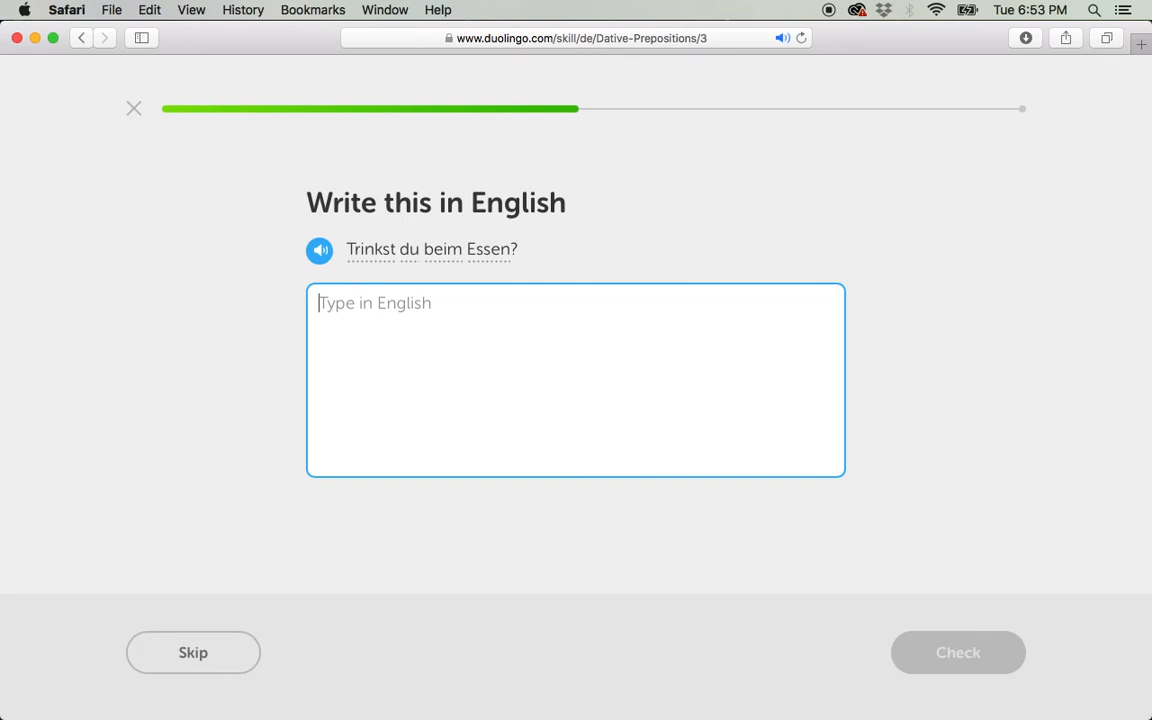 Safari File Edit View History Bookmarks Window Help Tue 6:53 PM
www.duolingo.com/skill/de/Dative-Prepositions/3
Write this in English
Trinkst du beim Essen?
Type in English
Skip Check